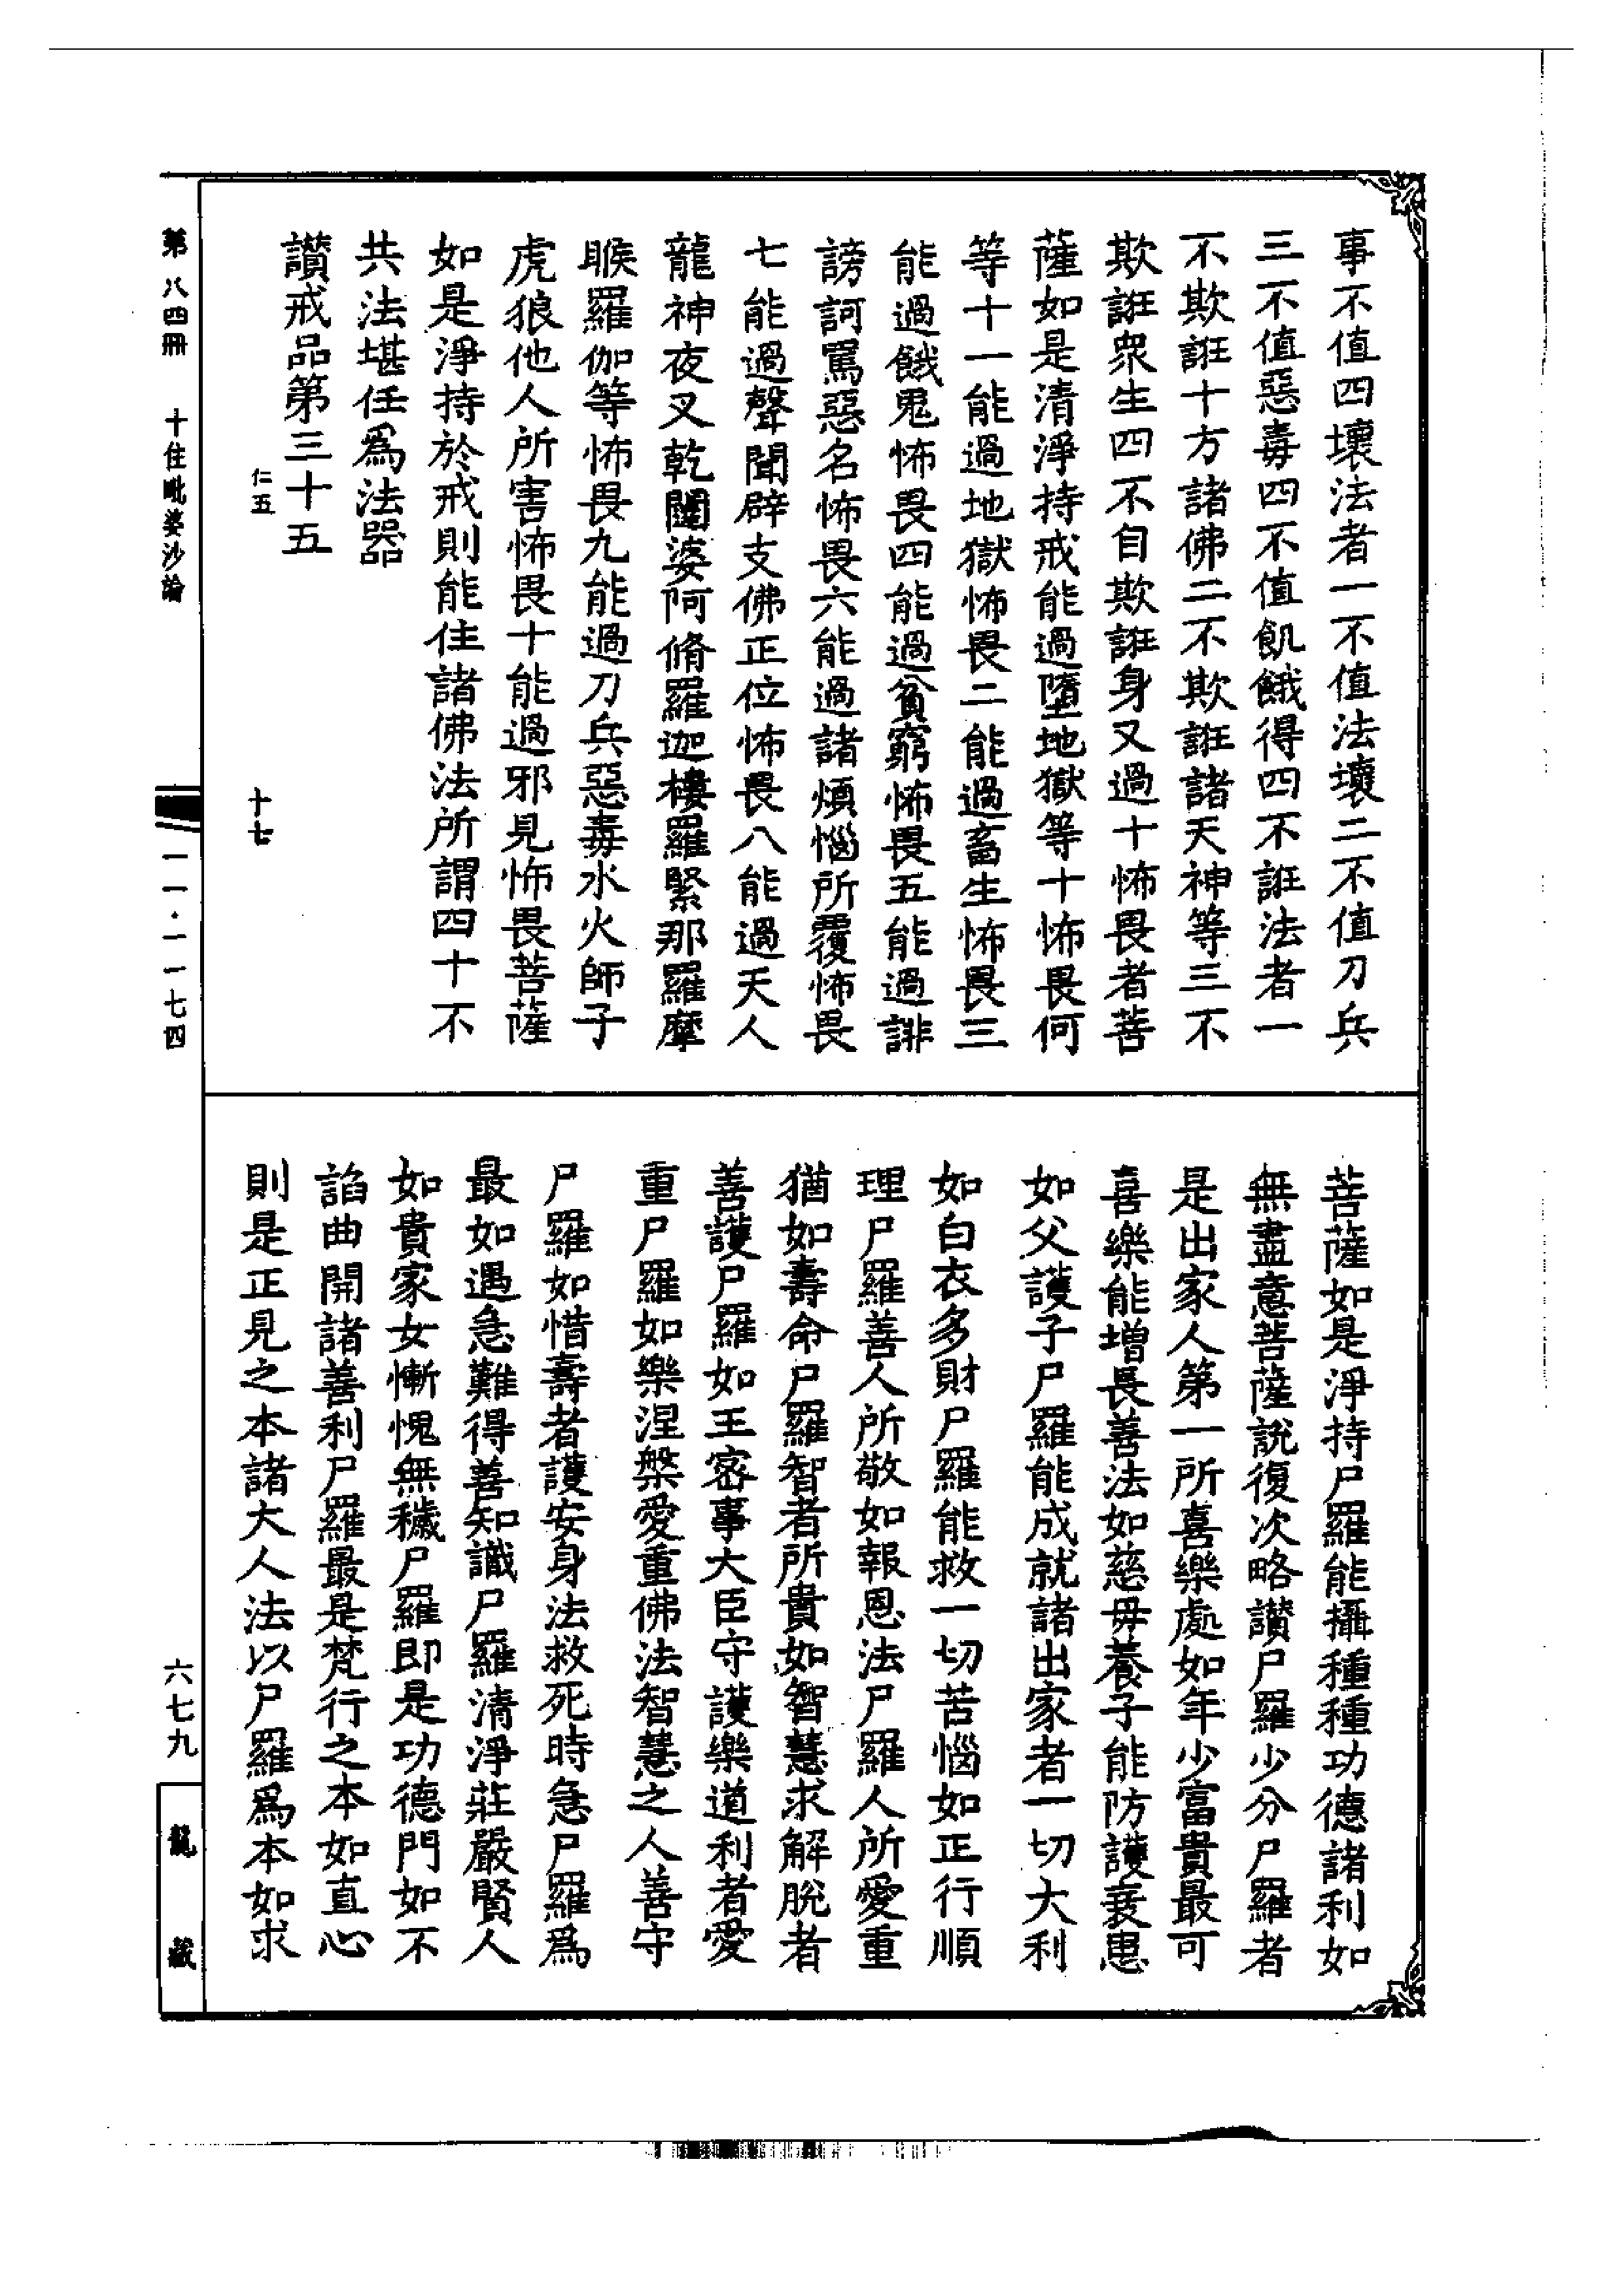 事不值四壞法者一不值法壞二不值刀兵
三不值惡毒四不值飢餓得四不誑法者一
不欺誑十方諸佛二不欺誑諸天神等三不
欺誑衆生四不自欺誑身又過十怖畏者菩
薩如是清淨持戒能過墮地獄等十怖畏何
等十一能過地獄怖畏二能過畜生怖畏三
能過餓鬼怖畏四能過貧窮怖畏五能過誹
謗訶罵惡名怖畏六能過諸煩惱所覆怖畏
七能過聲聞辟支佛正位怖畏八能過天人
龍神夜叉乾闥婆阿脩羅迦樓羅緊那羅摩
睺羅伽等怖畏九能過刀兵惡毒水火師子
虎狼他人所害怖畏十能過邪見怖畏菩薩
如是淨持於戒則能住諸佛法所謂四十不
共法堪任爲法器
讃戒品第三十五
仁五
十七
菩薩如是淨持尸羅能攝種種功德諸利如
無盡意菩薩說復次略讃尸羅少分尸羅者
是出家人第一所喜樂處如年少富貴最可
喜樂能增長善法如慈母養子能防護衰患
如父護子尸羅能成就諸出家者一切大利
如白衣多財尸羅能救一切苦惱如正行順
理尸羅善人所敬如報恩法尸羅人所愛重
猶如壽命尸羅智者所貴如智慧求解脫者
善護尸羅如王密事大臣守護樂道利者愛
重尸羅如樂涅槃愛重佛法智慧之人善守
尸羅如惜壽者護安身法救死時急尸羅爲
最如遇急難得善知識尸羅清淨莊嚴賢人
如貴家女慚愧無穢尸羅即是功德門如不
諂曲開諸善利尸羅最是梵行之本如直心
則是正見之本諸大人法以尸羅爲本如求
第八四冊
十住毗婆沙論
一一·一一七四
六七九
龍藏